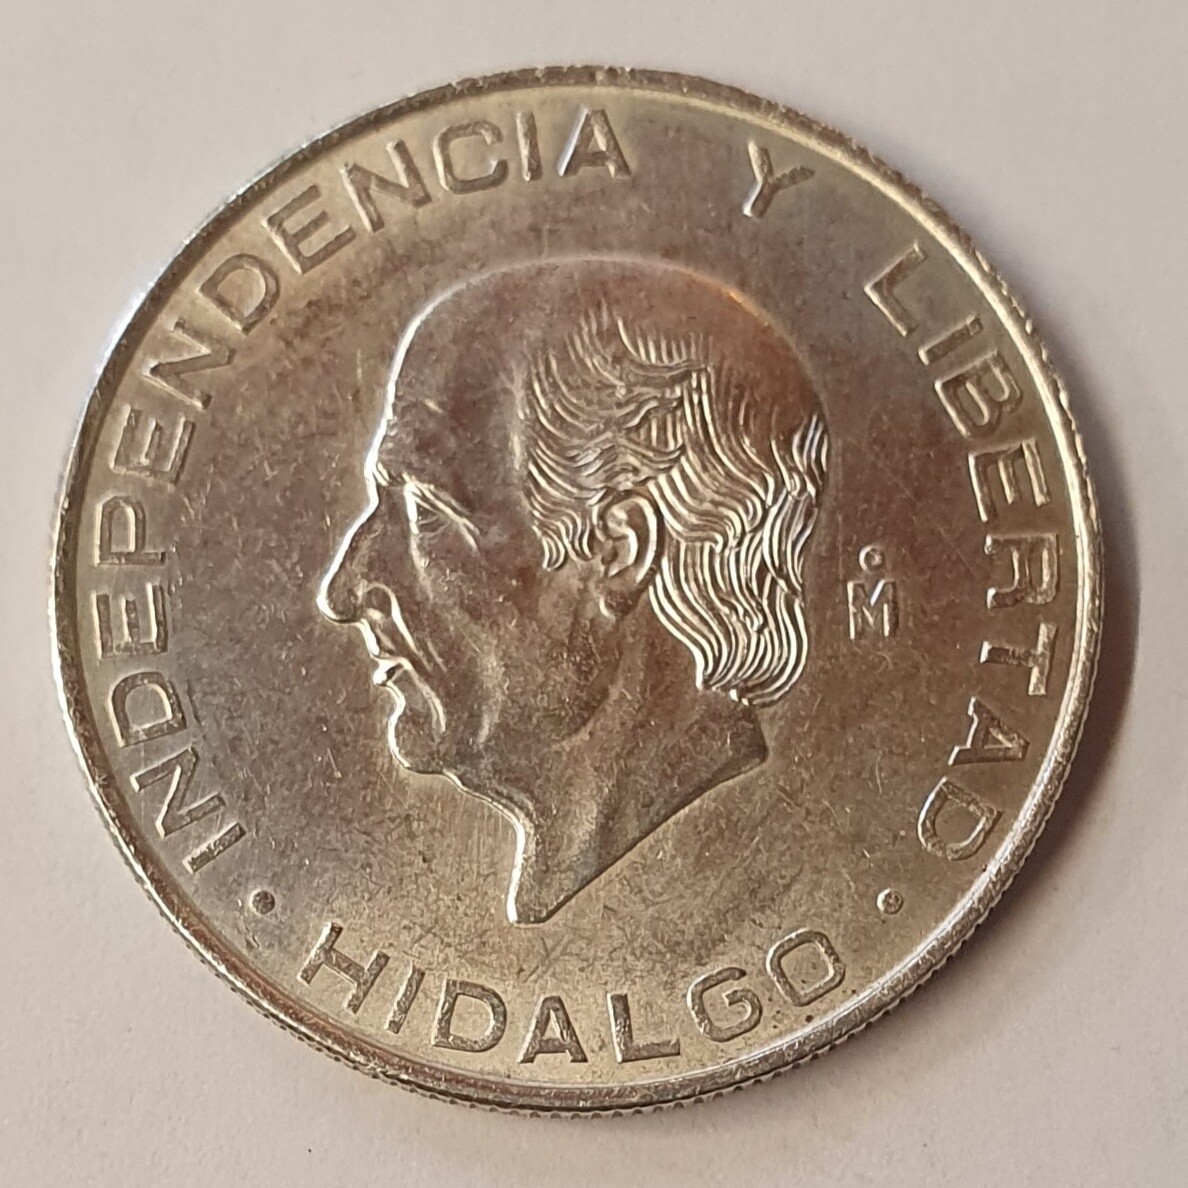 INDEPENDENCIA Y LIBERTAD
M̊
· HIDALGO ·